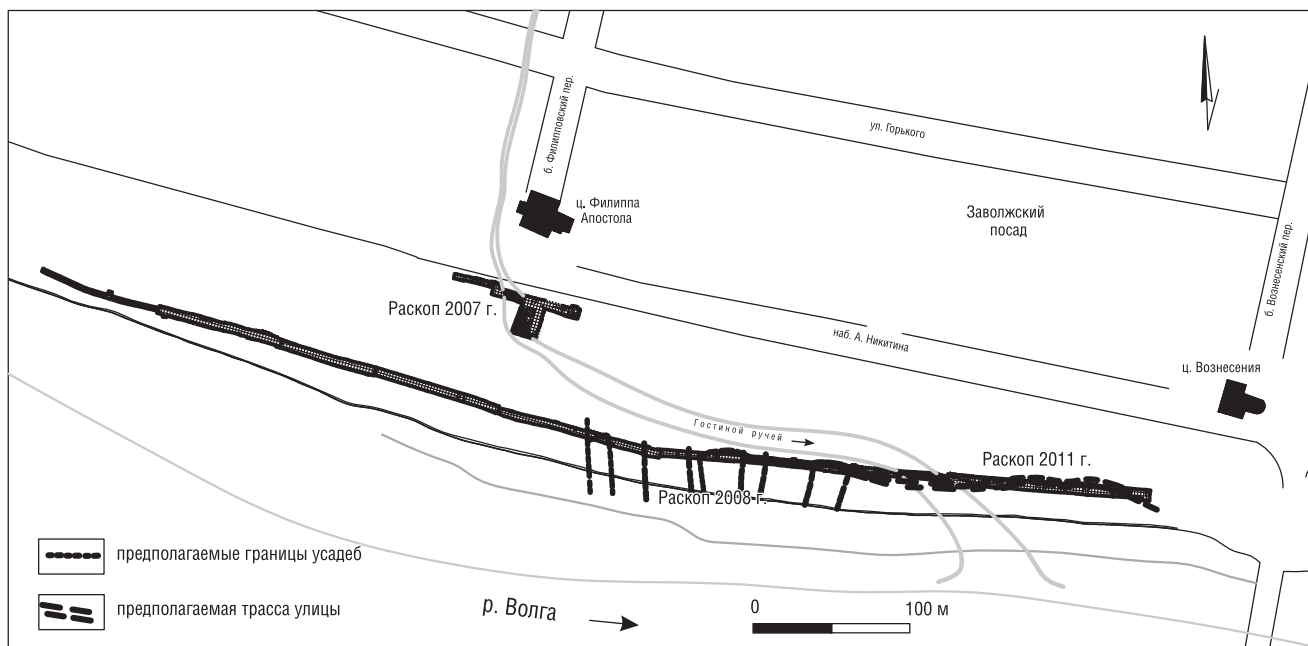 б. Филипповский пер.
ул. Горького
ц. Филиппа
Апостола
Заволжский
посад
б. Вознесенский пер.
Раскоп 2007 г.
наб. А. Никитина
ц. Вознесения
Гостиной ручей
Раскоп 2011 г.
Раскоп 2008 г.
предполагаемые границы усадеб
предполагаемая трасса улицы
р. Волга
0 100 м